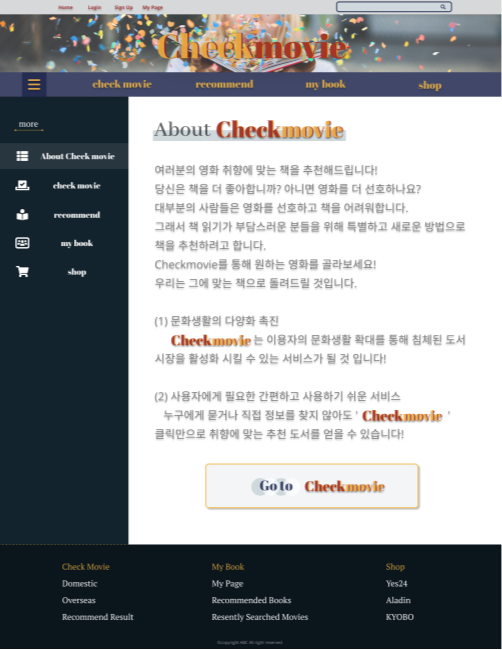 Home Login Sign Up My Page
Checkmovie
check movie recommend my book shop
more
About Check movie
check movie
recommend
my book
shop
About Checkmovie
여러분의 영화 취향에 맞는 책을 추천해드립니다!
당신은 책을 더 좋아합니까? 아니면 영화를 더 선호하나요?
대부분의 사람들은 영화를 선호하고 책을 어려워합니다.
그래서 책 읽기가 부담스러운 분들을 위해 특별하고 새로운 방법으로
책을 추천하려고 합니다.
Checkmovie를 통해 원하는 영화를 골라보세요!
우리는 그에 맞는 책으로 돌려드릴 것입니다.
(1) 문화생활의 다양화 촉진
Checkmovie 는 이용자의 문화생활 확대를 통해 침체된 도서
시장을 활성화 시킬 수 있는 서비스가 될 것 입니다!
(2) 사용자에게 필요한 간편하고 사용하기 쉬운 서비스
누구에게 묻거나 직접 정보를 찾지 않아도 ' Checkmovie '
클릭만으로 취향에 맞는 추천 도서를 얻을 수 있습니다!
Go to Checkmovie
Check Movie My Book Shop
Domestic My Page Yes24
Overseas Recommended Books Aladin
Recommend Result Resently Searched Movies KYOBO
©copyright ABC All right reserved